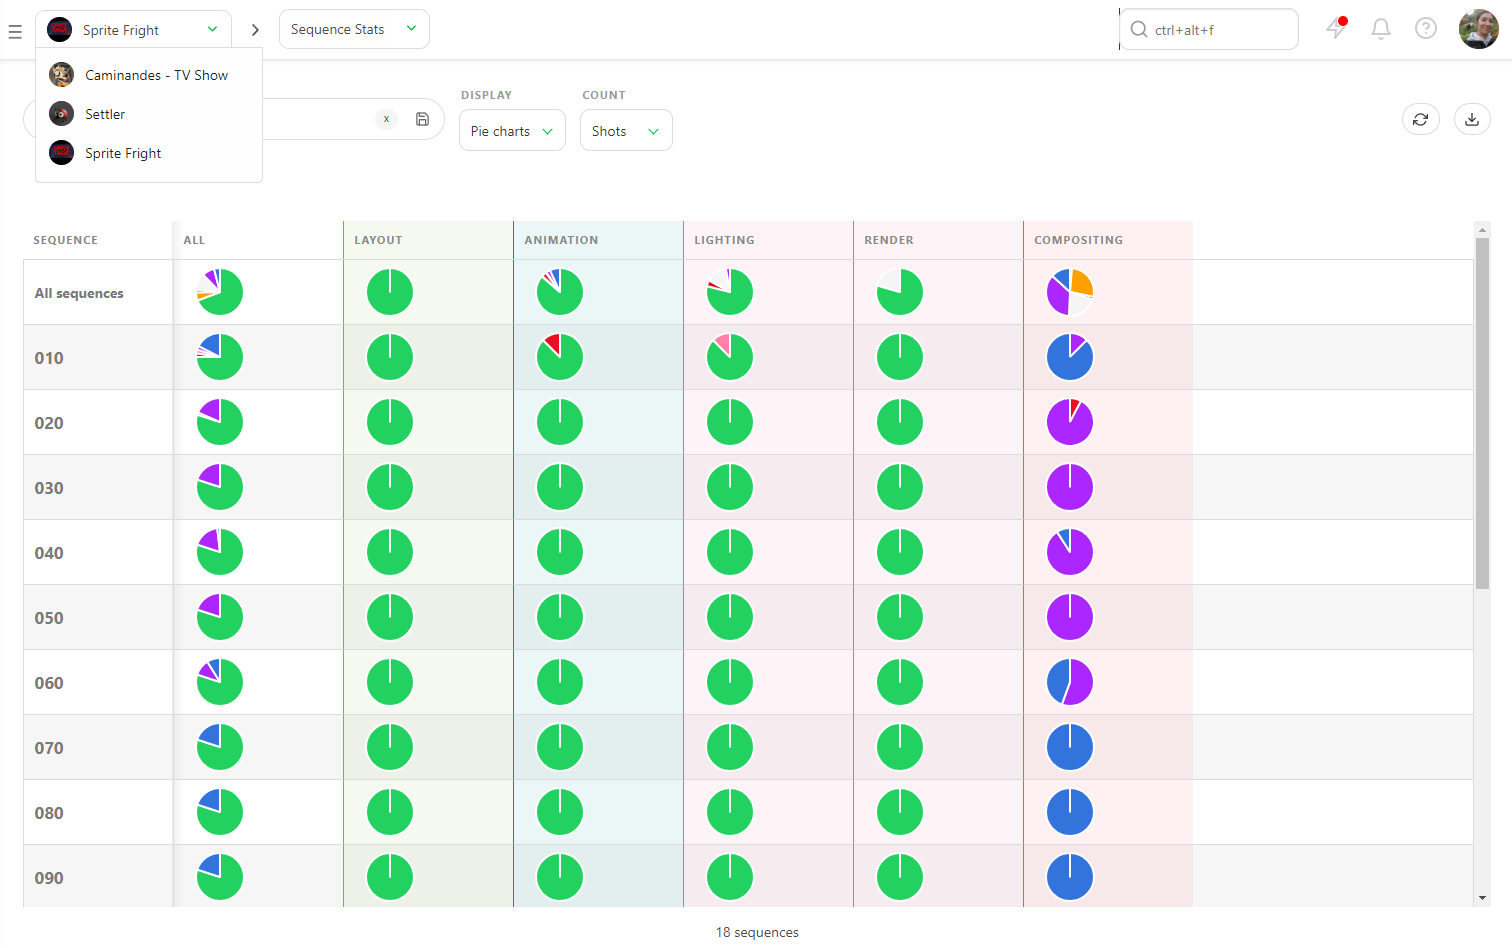 Sprite Fright
Sequence Stats
ctrl+alt+f
Caminandes - TV Show
Settler
Sprite Fright
x
DISPLAY
COUNT
Pie charts
Shots
SEQUENCE
ALL
LAYOUT
ANIMATION
LIGHTING
RENDER
COMPOSITING
All sequences
010
020
030
040
050
060
070
080
090
18 sequences